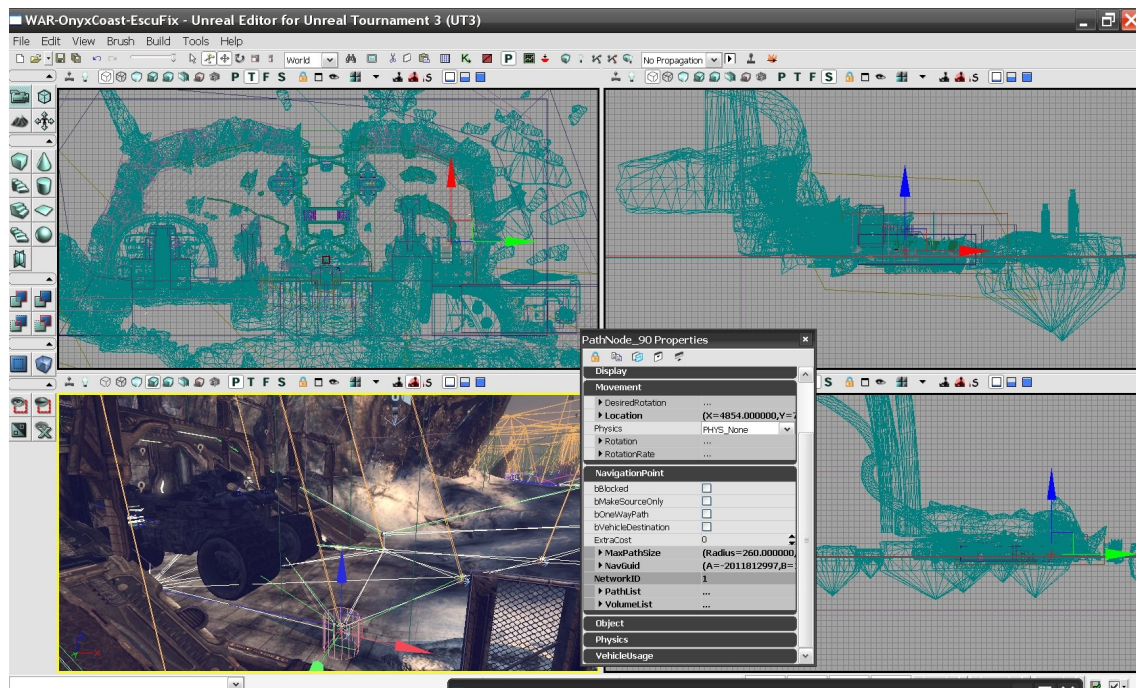 WAR-OnyxCoast-EscuFix - Unreal Editor for Unreal Tournament 3 (UT3)
File Edit View Brush Build Tools Help
World No Propagation
P T F S P T F S
PathNode_90 Properties
Display
Movement
DesiredRotation ...
Location (X=4854.000000,Y=7
Physics PHYS_None
Rotation ...
RotationRate ...
NavigationPoint
bBlocked
bMakeSourceOnly
bOneWayPath
bVehicleDestination
ExtraCost 0
MaxPathSize (Radius=260.000000,
NavGuid (A=-2011812997,B=
NetworkID 1
PathList ...
VolumeList ...
Object
Physics
VehicleUsage
P T F S S